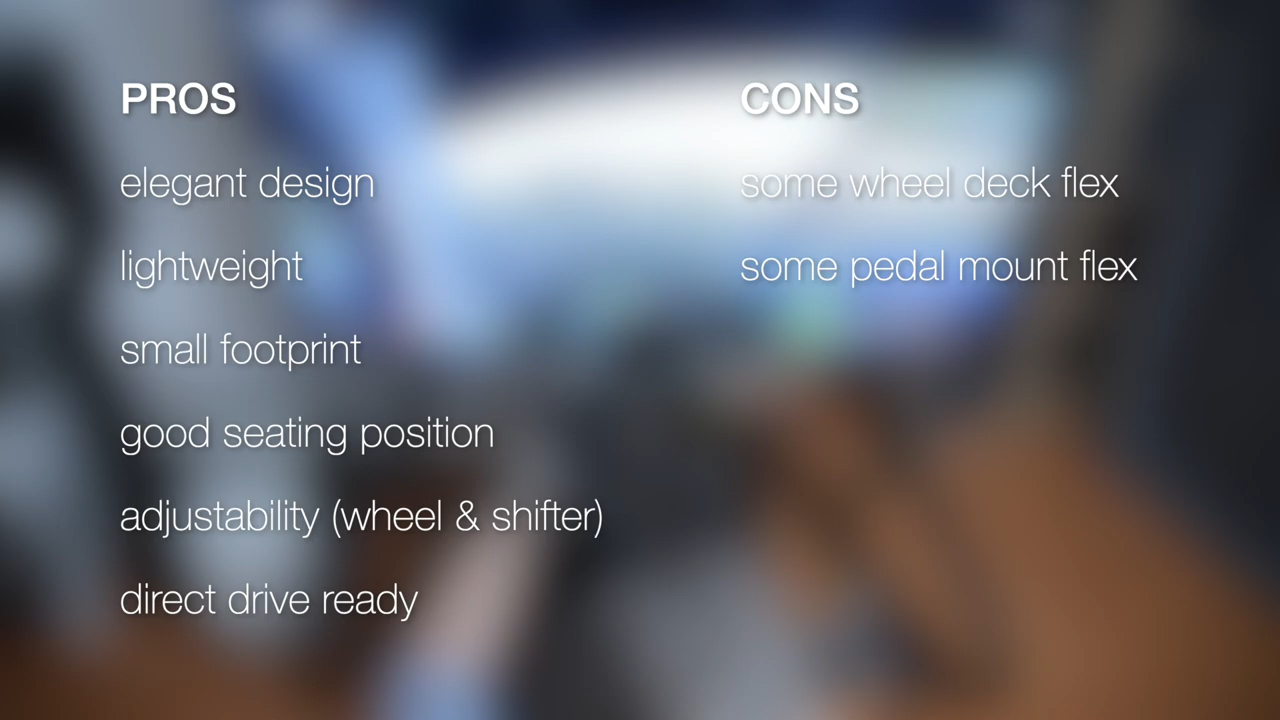 PROS
elegant design
lightweight
small footprint
good seating position
adjustability (wheel & shifter)
direct drive ready
CONS
some wheel deck flex
some pedal mount flex